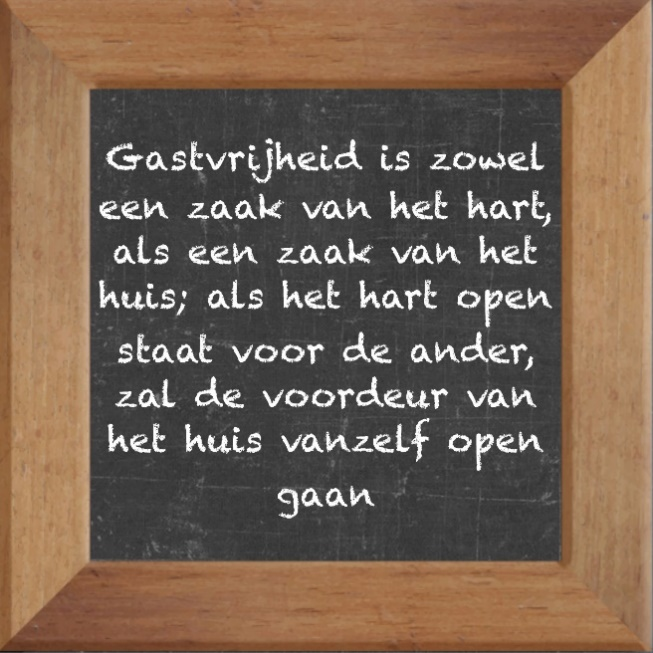 Gastvrijheid is zowel
een zaak van het hart,
als een zaak van het
huis; als het hart open
staat voor de ander,
zal de voordeur van
het huis vanzelf open
gaan